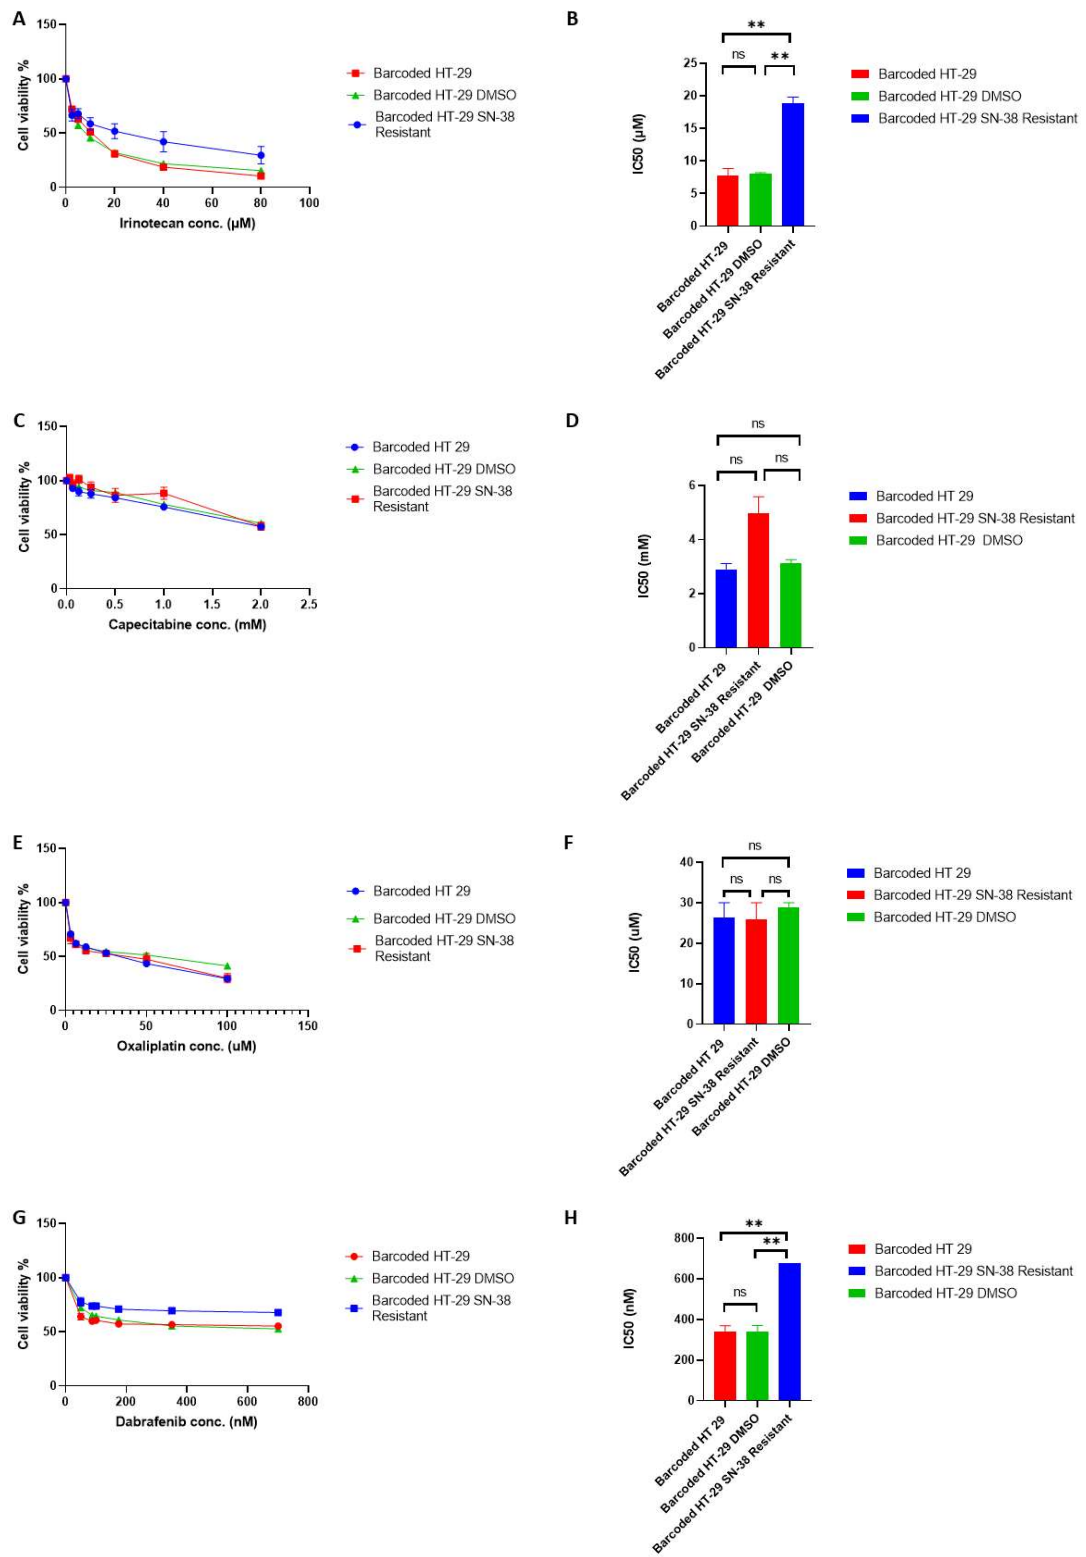 A
150
100
50
0
Cell viability %
0
20
40
60
80
100
Irinotecan conc. (µM)
Barcoded HT-29
Barcoded HT-29 DMSO
Barcoded HT-29 SN-38
Resistant
B
**
ns
**
25
20
15
10
5
0
IC50 (µM)
Barcoded HT-29
Barcoded HT-29 DMSO
Barcoded HT-29 SN-38 Resistant
Barcoded HT-29
Barcoded HT-29 DMSO
Barcoded HT-29 SN-38 Resistant
C
150
100
50
0
Cell viability %
0.0
0.5
1.0
1.5
2.0
2.5
Capecitabine conc. (mM)
Barcoded HT 29
Barcoded HT-29 DMSO
Barcoded HT-29 SN-38
Resistant
D
ns
ns
ns
6
4
2
0
IC50 (mM)
Barcoded HT 29
Barcoded HT-29 SN-38 Resistant
Barcoded HT-29 DMSO
Barcoded HT 29
Barcoded HT-29 SN-38 Resistant
Barcoded HT-29 DMSO
E
150
100
50
0
Cell viability %
0
50
100
150
Oxaliplatin conc. (uM)
Barcoded HT 29
Barcoded HT-29 DMSO
Barcoded HT-29 SN-38
Resistant
F
ns
ns
ns
40
30
20
10
0
IC50 (uM)
Barcoded HT 29
Barcoded HT-29 SN-38 Resistant
Barcoded HT-29 DMSO
Barcoded HT 29
Barcoded HT-29 SN-38 Resistant
Barcoded HT-29 DMSO
G
150
100
50
0
Cell viability %
0
200
400
600
800
Dabrafenib conc. (nM)
Barcoded HT-29
Barcoded HT-29 DMSO
Barcoded HT-29 SN-38
Resistant
H
**
**
ns
800
600
400
200
0
IC50 (nM)
Barcoded HT 29
Barcoded HT-29 DMSO
Barcoded HT-29 SN-38 Resistant
Barcoded HT 29
Barcoded HT-29 SN-38 Resistant
Barcoded HT-29 DMSO